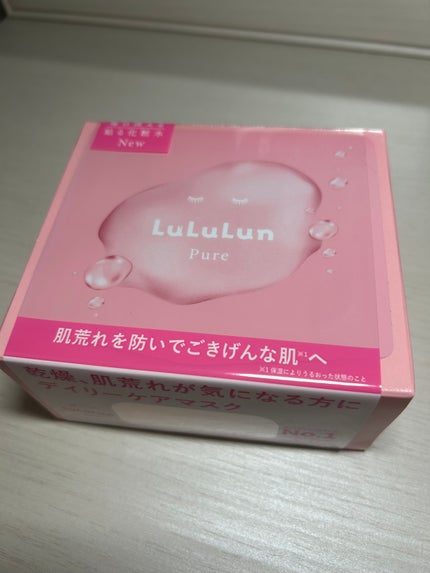 貼る化粧水
New
LuLuLun
Pure
肌荒れを防いでごきげんな肌※1へ
※1 保湿によりうるおった状態のこと
乾燥、肌荒れが気になる方に
デイリーケアマスク
No.1